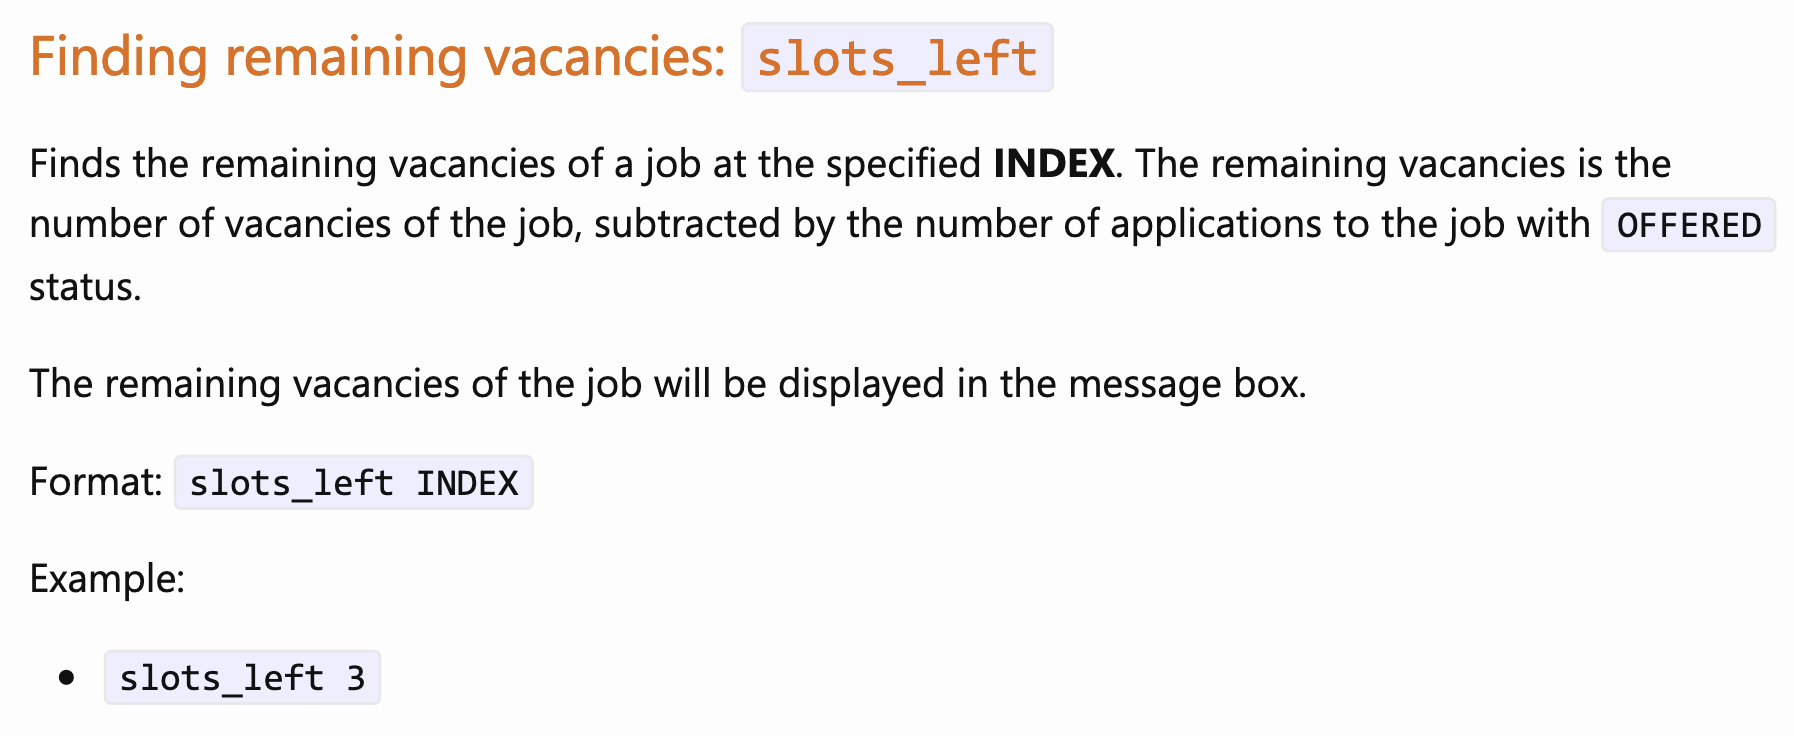 Finding remaining vacancies: slots_left
Finds the remaining vacancies of a job at the specified INDEX. The remaining vacancies is the
number of vacancies of the job, subtracted by the number of applications to the job with OFFERED
status.
The remaining vacancies of the job will be displayed in the message box.
Format: slots_left INDEX
Example:
• slots_left 3